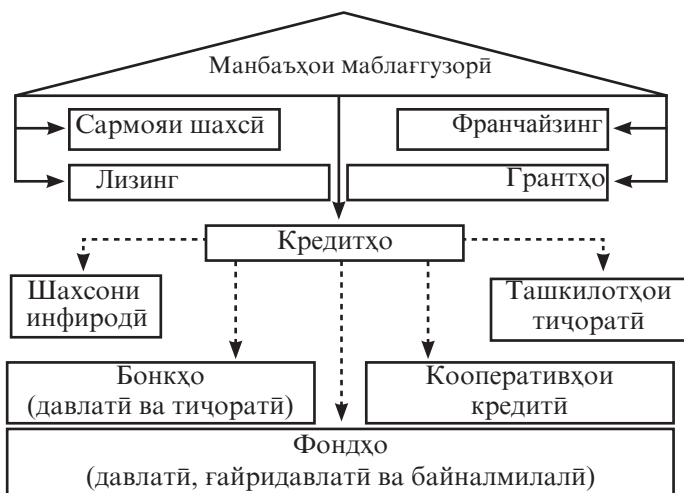 Манбаъҳои маблағгузорӣ
Сармояи шахсӣ
Франчайзинг
Лизинг
Грантҳо
Кредитҳо
Шахсони
инфиродӣ
Ташкилотҳои
тиҷоратӣ
Бонкҳо
(давлатӣ ва тиҷоратӣ)
Кооперативҳои
кредитӣ
Фондҳо
(давлатӣ, ғайридавлатӣ ва байналмилалӣ)